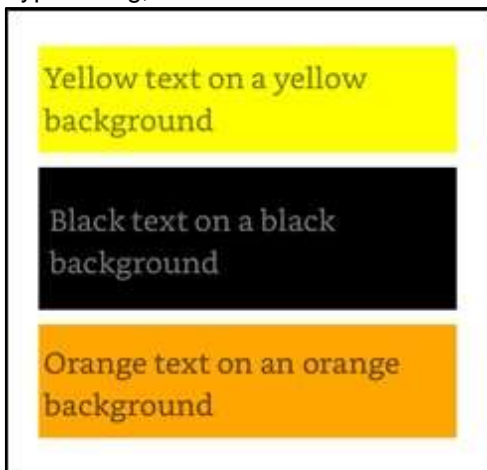 Yellow text on a yellow
background
Black text on a black
background
Orange text on an orange
background